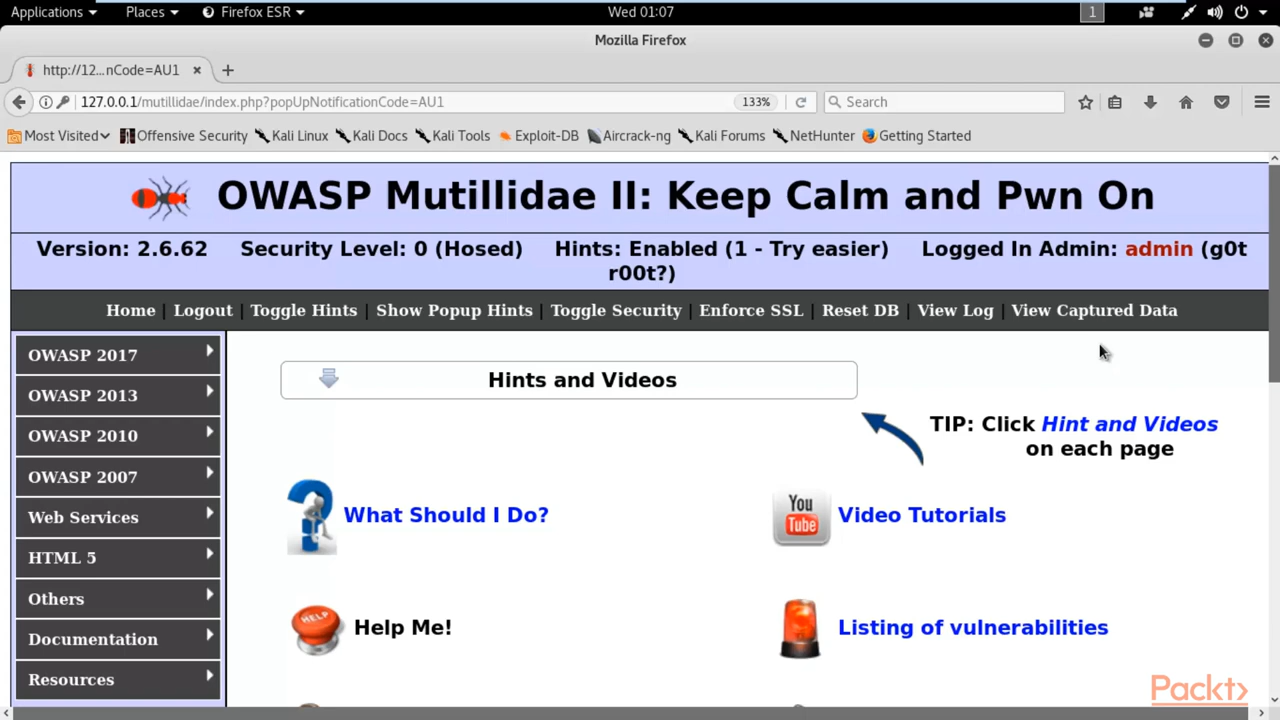 Applications Places Firefox ESR Wed 01:07 1
Mozilla Firefox
http://12...nCode=AU1
127.0.0.1/mutillidae/index.php?popUpNotificationCode=AU1 133% Search
Most Visited Offensive Security Kali Linux Kali Docs Kali Tools Exploit-DB Aircrack-ng Kali Forums NetHunter Getting Started
OWASP Mutillidae II: Keep Calm and Pwn On
Version: 2.6.62 Security Level: 0 (Hosed) Hints: Enabled (1 - Try easier) Logged In Admin: admin (g0t
r00t?)
Home | Logout | Toggle Hints | Show Popup Hints | Toggle Security | Enforce SSL | Reset DB | View Log | View Captured Data
OWASP 2017
OWASP 2013
OWASP 2010
OWASP 2007
Web Services
HTML 5
Others
Documentation
Resources
Hints and Videos
TIP: Click Hint and Videos
on each page
What Should I Do?
You
Tube
Video Tutorials
HELP
Help Me!
Listing of vulnerabilities
Packt>